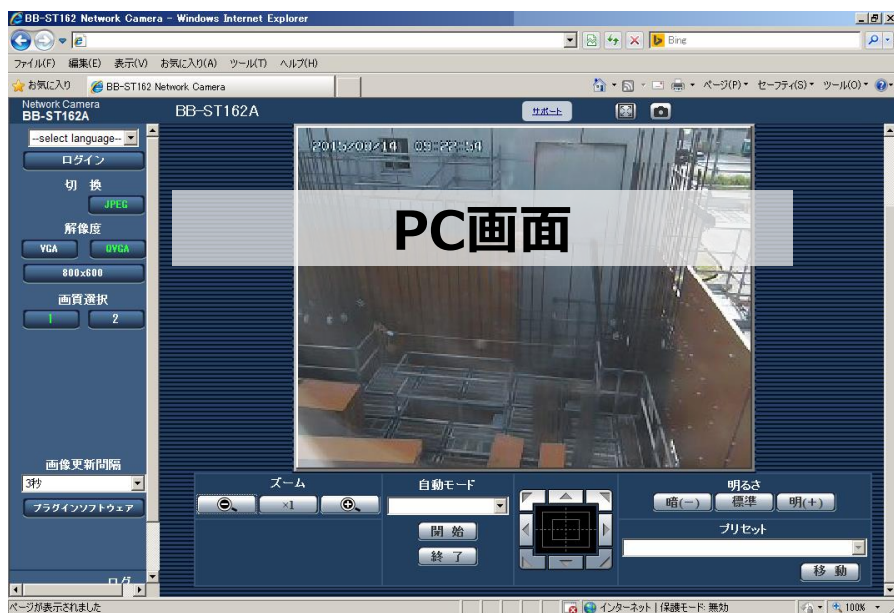 BB-ST162 Network Camera - Windows Internet Explorer
Bing
ファイル(F) 編集(E) 表示(V) お気に入り(A) ツール(T) ヘルプ(H)
お気に入り BB-ST162 Network Camera ページ(P) セーフティ(S) ツール(O)
Network Camera
BB-ST162A
BB-ST162A
サポート
--select language--
ログイン
切 換
JPEG
解像度
VGA QVGA
800x600
画質選択
1 2
画像更新間隔
3秒
プラグインソフトウェア
ログ
2015/08/14 09:22:54
PC画面
ズーム
×1
自動モード
開 始
終 了
明るさ
暗(-) 標準 明(+)
プリセット
移 動
ページが表示されました インターネット | 保護モード: 無効 100%